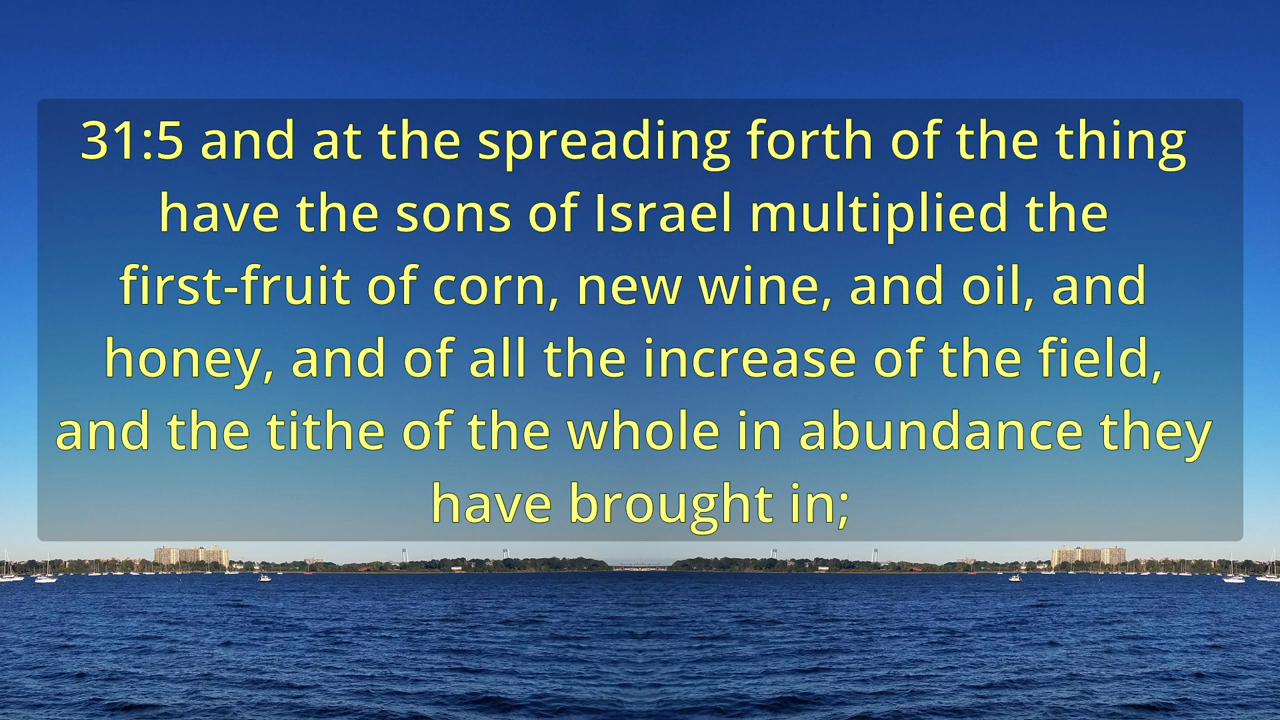 31:5 and at the spreading forth of the thing
have the sons of Israel multiplied the
first-fruit of corn, new wine, and oil, and
honey, and of all the increase of the field,
and the tithe of the whole in abundance they
have brought in;